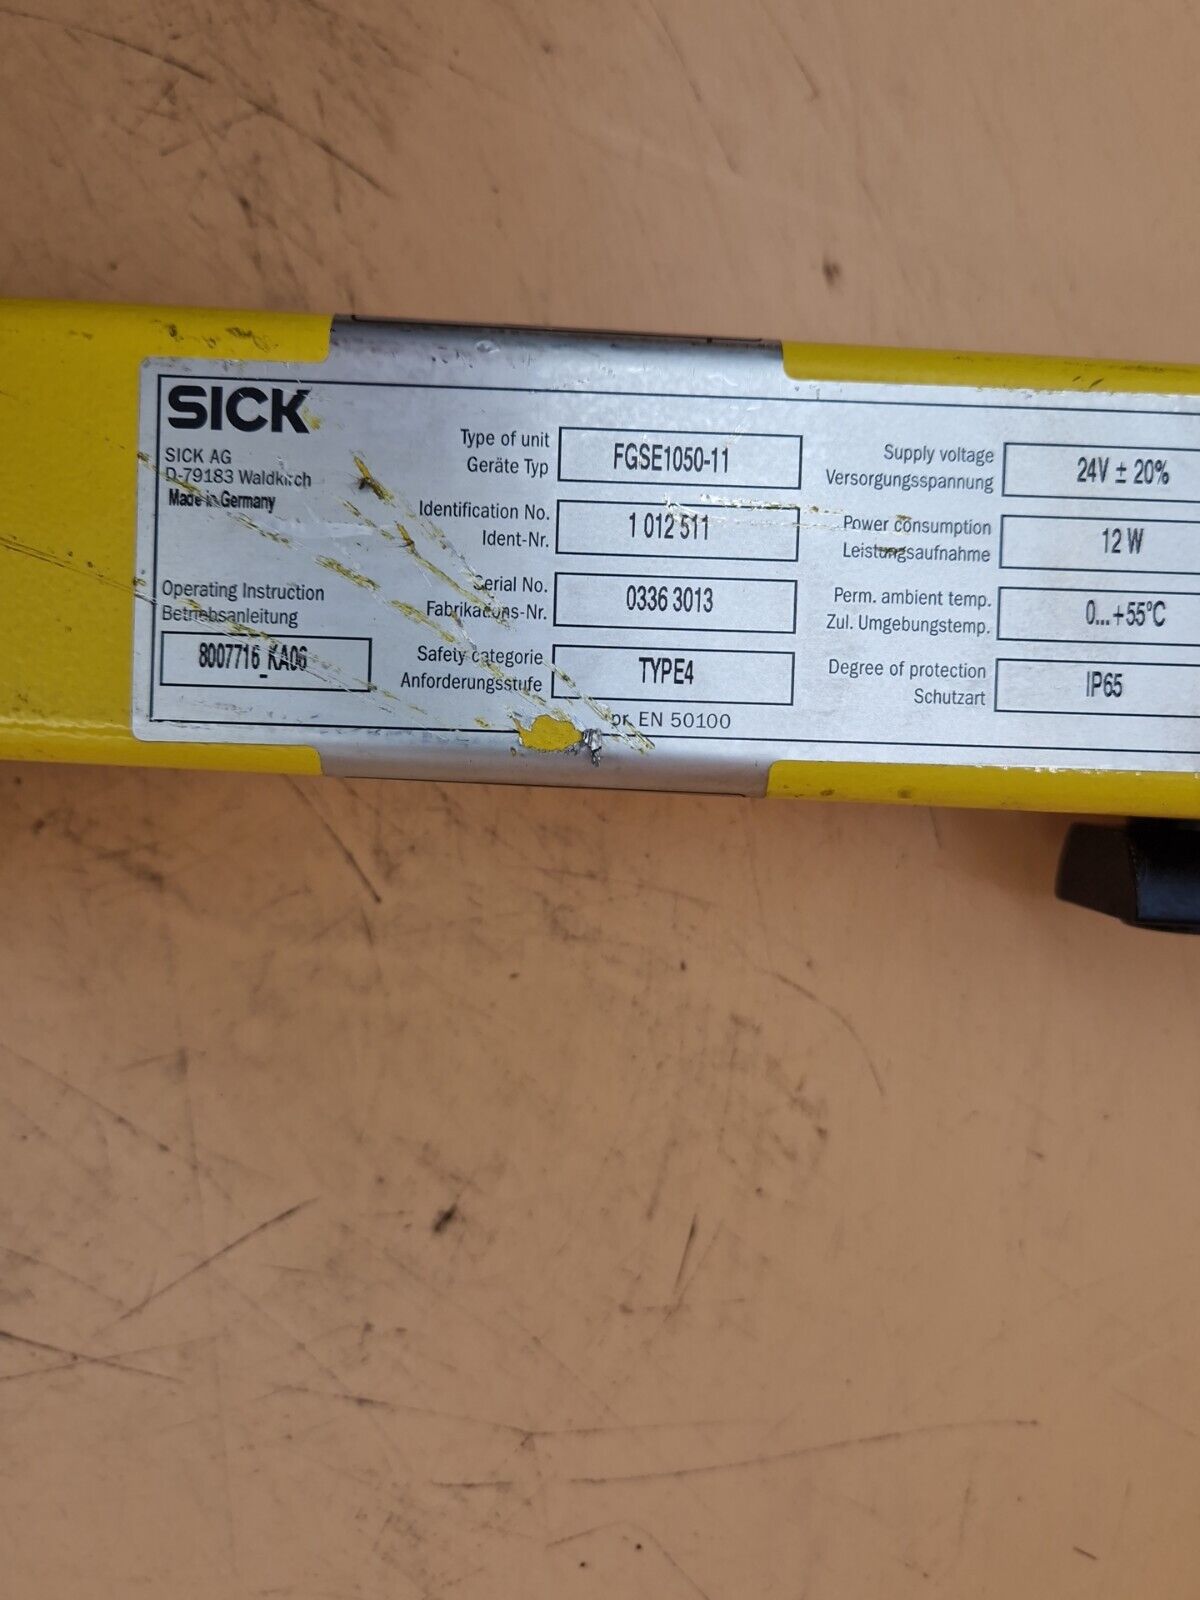 SICK
SICK AG
D-79183 Waldkirch
Made in Germany
Operating Instruction
Betriebsanleitung
8007716_KA06
Type of unit
Geräte Typ
FGSE1050-11
Identification No.
Ident-Nr.
1 012 511
Serial No.
Fabrikations-Nr.
0336 3013
Safety categorie
Anforderungsstufe
TYPE4
pr. EN 50100
Supply voltage
Versorgungsspannung
24V ± 20%
Power consumption
Leistungsaufnahme
12 W
Perm. ambient temp.
Zul. Umgebungstemp.
0...+55°C
Degree of protection
Schutzart
IP65